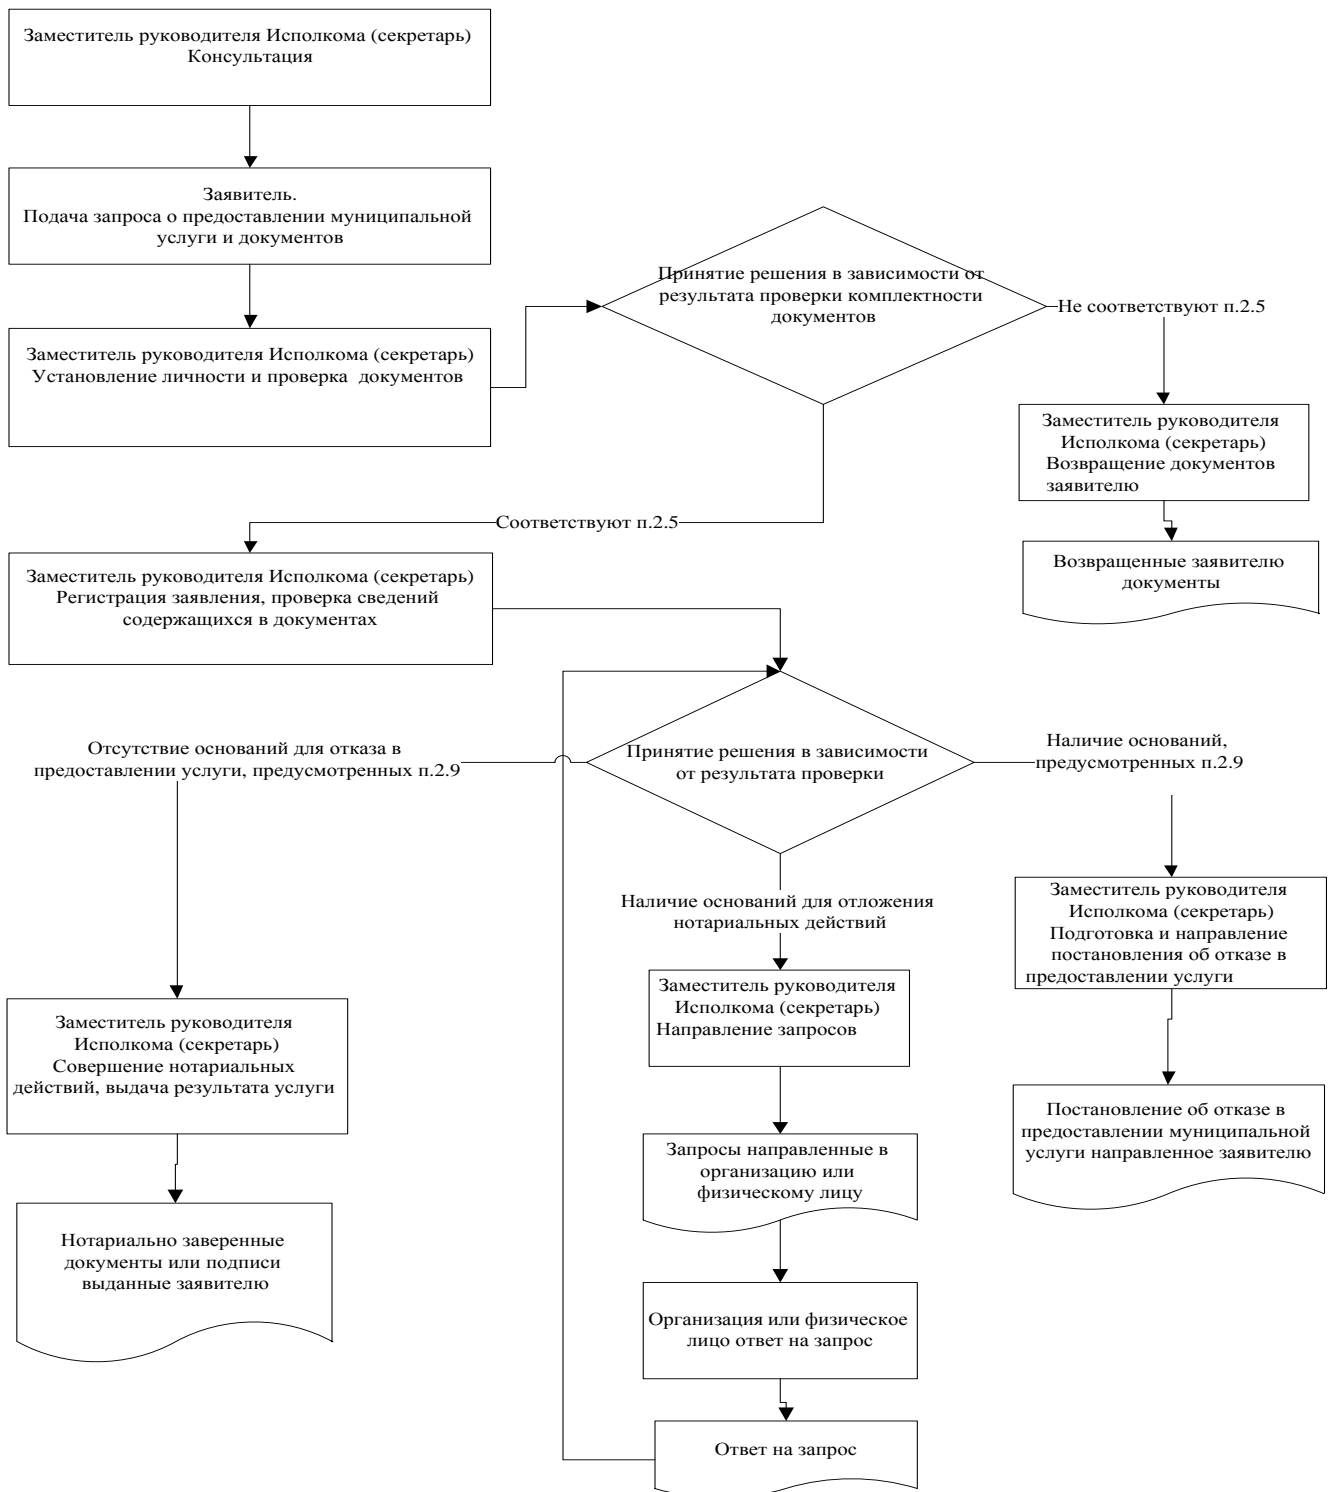 Заместитель руководителя Исполкома (секретарь)
Консультация
Заявитель.
Подача запроса о предоставлении муниципальной
услуги и документов
Заместитель руководителя Исполкома (секретарь)
Установление личности и проверка документов
Принятие решения в зависимости от
результата проверки комплектности
документов
Не соответствуют п.2.5
Заместитель руководителя
Исполкома (секретарь)
Возвращение документов
заявителю
Возвращенные заявителю
документы
Соответствуют п.2.5
Заместитель руководителя Исполкома (секретарь)
Регистрация заявления, проверка сведений
содержащихся в документах
Принятие решения в зависимости
от результата проверки
Отсутствие оснований для отказа в
предоставлении услуги, предусмотренных п.2.9
Наличие оснований,
предусмотренных п.2.9
Наличие оснований для отложения
нотариальных действий
Заместитель руководителя
Исполкома (секретарь)
Подготовка и направление
постановления об отказе в
предоставлении услуги
Заместитель руководителя
Исполкома (секретарь)
Направление запросов
Заместитель руководителя
Исполкома (секретарь)
Совершение нотариальных
действий, выдача результата услуги
Постановление об отказе в
предоставлении муниципальной
услуги направленное заявителю
Запросы направленные в
организацию или
физическому лицу
Нотариально заверенные
документы или подписи
выданные заявителю
Организация или физическое
лицо ответ на запрос
Ответ на запрос